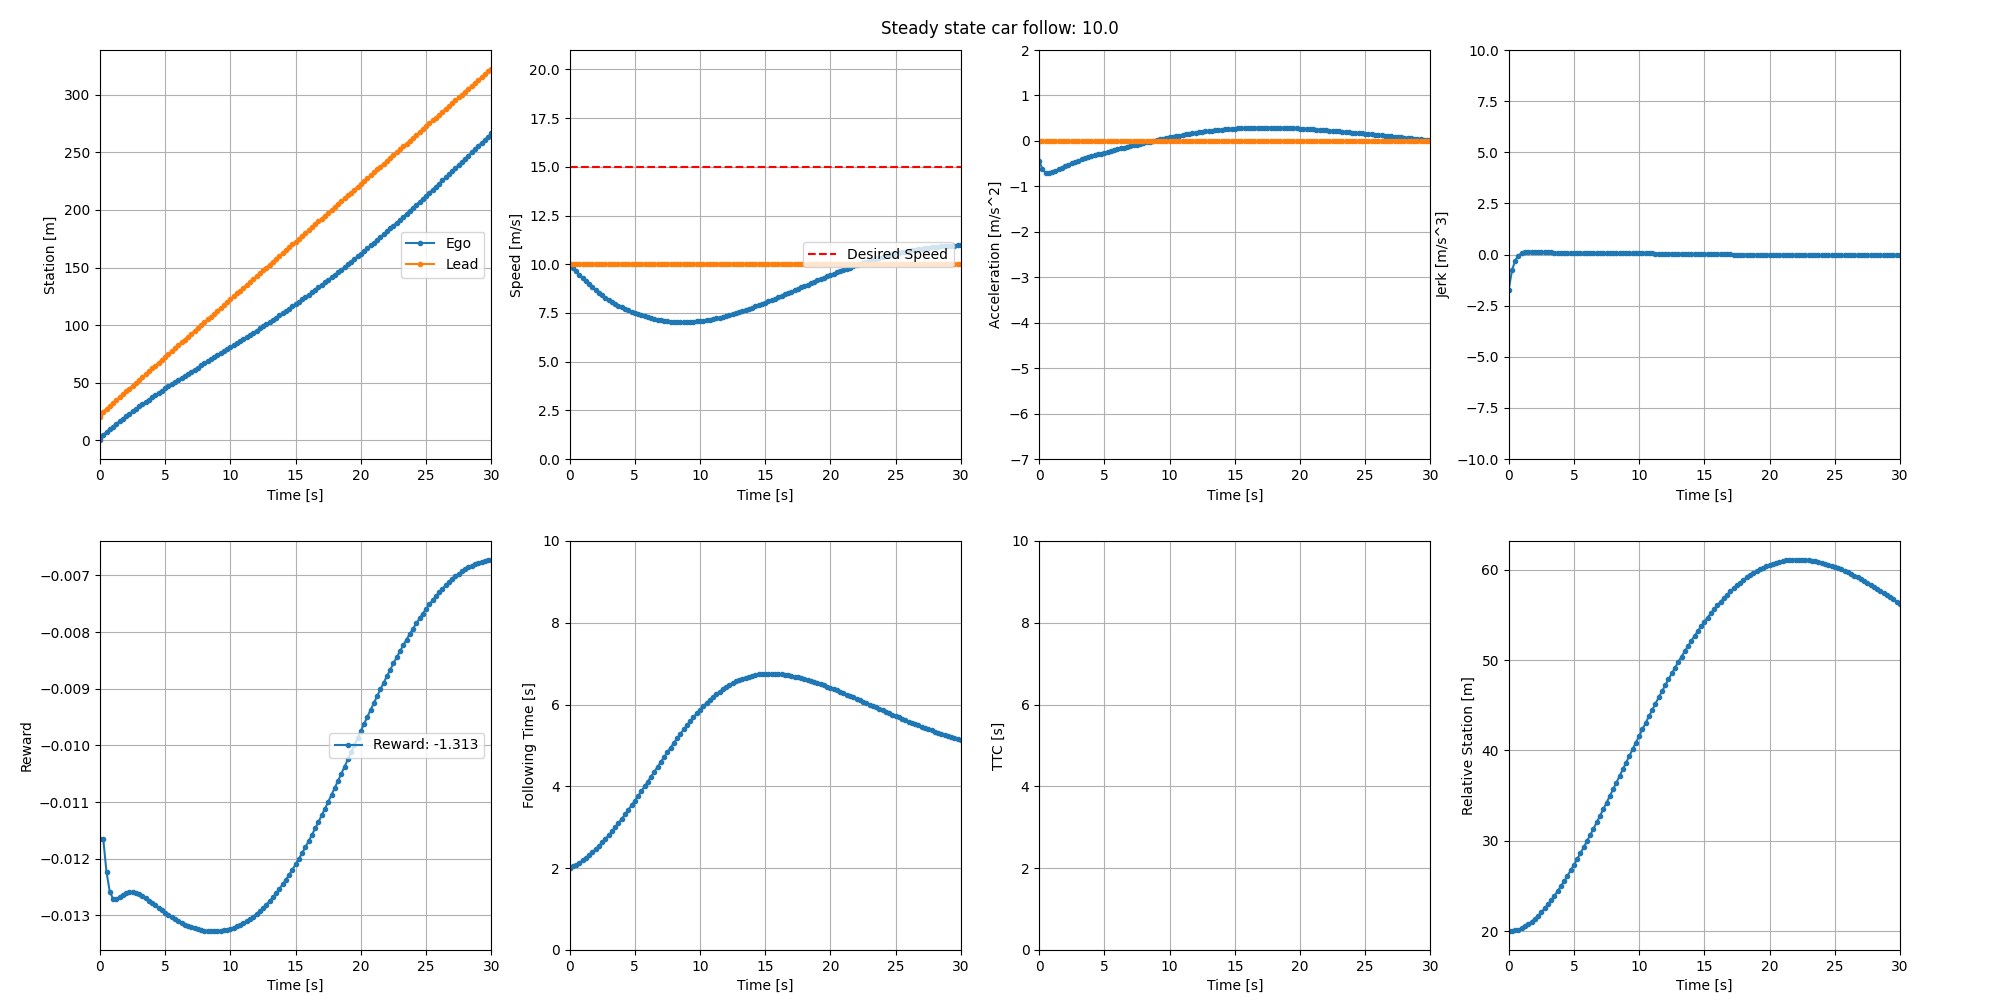 Steady state car follow: 10.0
Station [m]
300
250
200
150
100
50
0
Ego
Lead
0 5 10 15 20 25 30
Time [s]
Speed [m/s]
20.0
17.5
15.0
12.5
10.0
7.5
5.0
2.5
0.0
Desired Speed
0 5 10 15 20 25 30
Time [s]
Acceleration [m/s^2]
2
1
0
−1
−2
−3
−4
−5
−6
−7
0 5 10 15 20 25 30
Time [s]
Jerk [m/s^3]
10.0
7.5
5.0
2.5
0.0
−2.5
−5.0
−7.5
−10.0
0 5 10 15 20 25 30
Time [s]
Reward
−0.007
−0.008
−0.009
−0.010
−0.011
−0.012
−0.013
Reward: -1.313
0 5 10 15 20 25 30
Time [s]
Following Time [s]
10
8
6
4
2
0
0 5 10 15 20 25 30
Time [s]
TTC [s]
10
8
6
4
2
0
0 5 10 15 20 25 30
Time [s]
Relative Station [m]
60
50
40
30
20
0 5 10 15 20 25 30
Time [s]